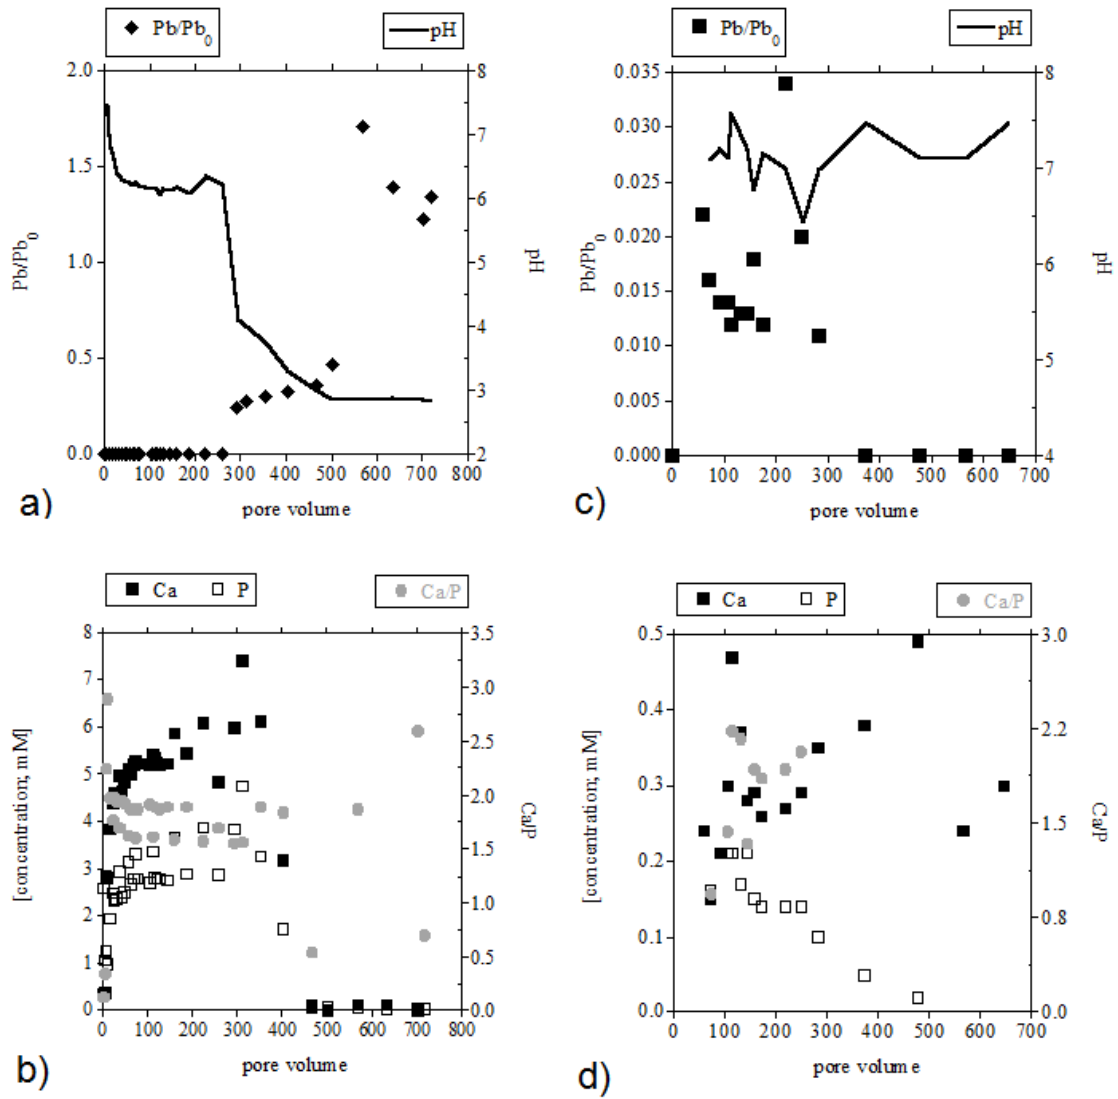 Pb/Pb0 pH
2.0 8
7
1.5
6
1.0 5
Pb/Pb0 pH
4
0.5
3
0.0 2
0 100 200 300 400 500 600 700 800
pore volume
a)
Pb/Pb0 pH
0.035 8
0.030
7
0.025
0.020
6
Pb/Pb0 pH
0.015
5
0.010
0.005
0.000 4
0 100 200 300 400 500 600 700
pore volume
c)
Ca P Ca/P
8 3.5
7 3.0
6 2.5
5 2.0
4
[concentration; mM] Ca/P
3 1.5
2 1.0
1 0.5
0 0.0
0 100 200 300 400 500 600 700 800
pore volume
b)
Ca P Ca/P
0.5 3.0
0.4 2.2
0.3
1.5
[concentration; mM] Ca/P
0.2
0.8
0.1
0.0 0.0
0 100 200 300 400 500 600 700
pore volume
d)